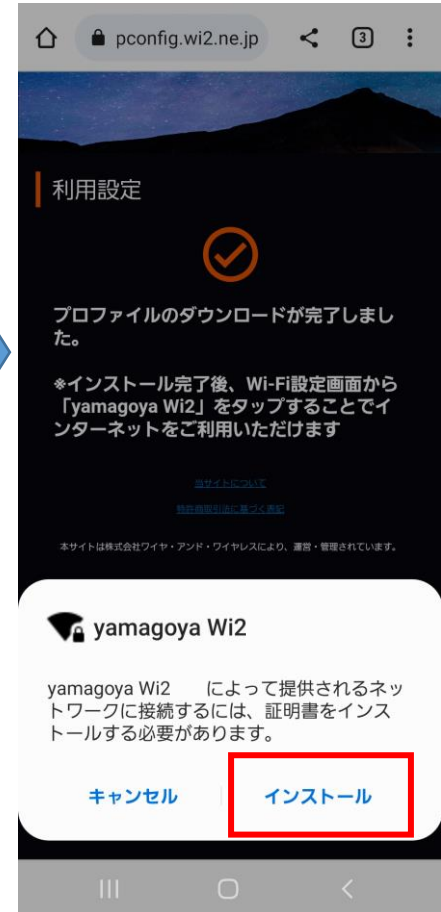 pconfig.wi2.ne.jp
3
利用設定
プロファイルのダウンロードが完了しまし
た。
※インストール完了後、Wi-Fi設定画面から
「yamagoya Wi2」をタップすることでイ
ンターネットをご利用いただけます
当サイトについて
特定商取引法に基づく表記
本サイトは株式会社ワイヤ・アンド・ワイヤレスにより、運営・管理されています。
yamagoya Wi2
yamagoya Wi2 によって提供されるネッ
トワークに接続するには、証明書をインス
トールする必要があります。
キャンセル インストール